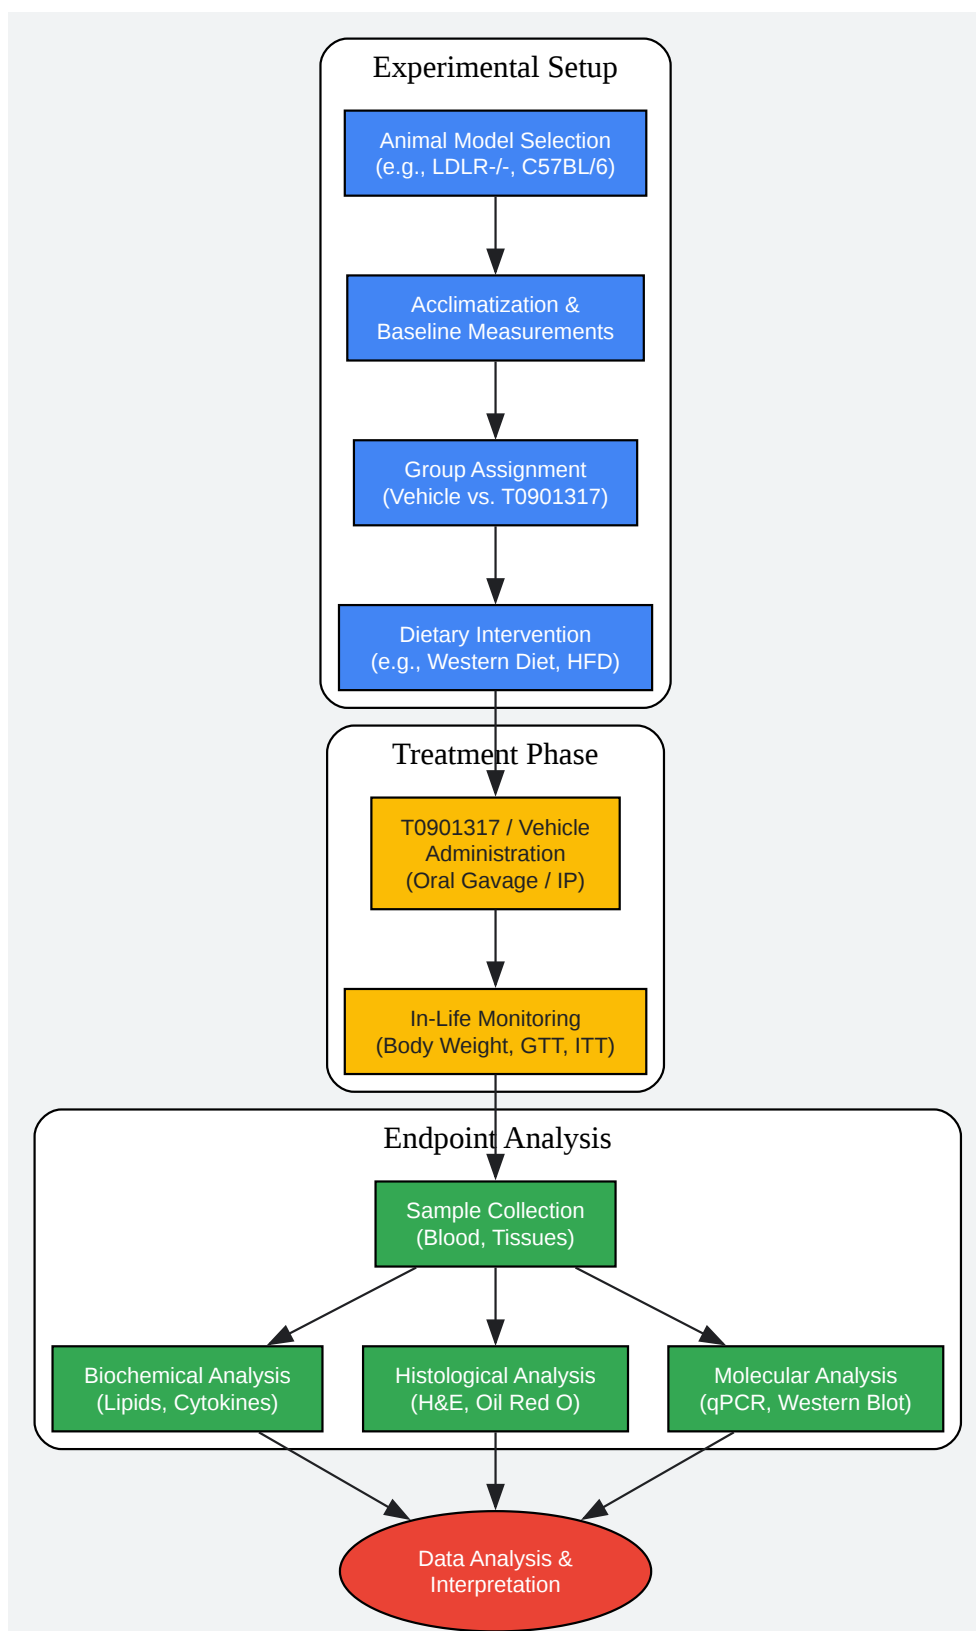 Experimental Setup
Animal Model Selection
(e.g., LDLR-/-, C57BL/6)
Acclimatization &
Baseline Measurements
Group Assignment
(Vehicle vs. T0901317)
Dietary Intervention
(e.g., Western Diet, HFD)
Treatment Phase
T0901317 / Vehicle
Administration
(Oral Gavage / IP)
In-Life Monitoring
(Body Weight, GTT, ITT)
Endpoint Analysis
Sample Collection
(Blood, Tissues)
Biochemical Analysis
(Lipids, Cytokines)
Histological Analysis
(H&E, Oil Red O)
Molecular Analysis
(qPCR, Western Blot)
Data Analysis &
Interpretation